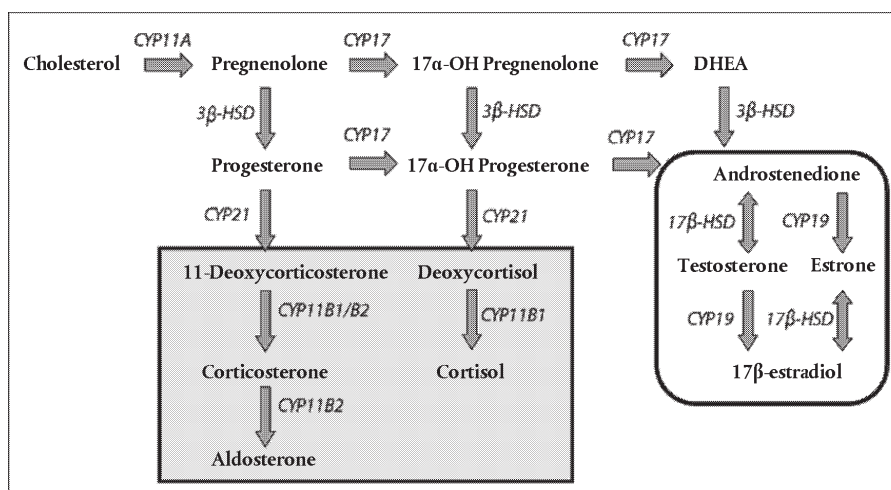 CYP11A CYP17 CYP17
Cholesterol Pregnenolone 17α-OH Pregnenolone DHEA
3β-HSD 3β-HSD 3β-HSD
CYP17 CYP17
Progesterone 17α-OH Progesterone Androstenedione
CYP21 CYP21 17β-HSD CYP19
11-Deoxycorticosterone Deoxycortisol Testosterone Estrone
CYP11B1/B2 CYP11B1 CYP19 17β-HSD
Corticosterone Cortisol 17β-estradiol
CYP11B2
Aldosterone